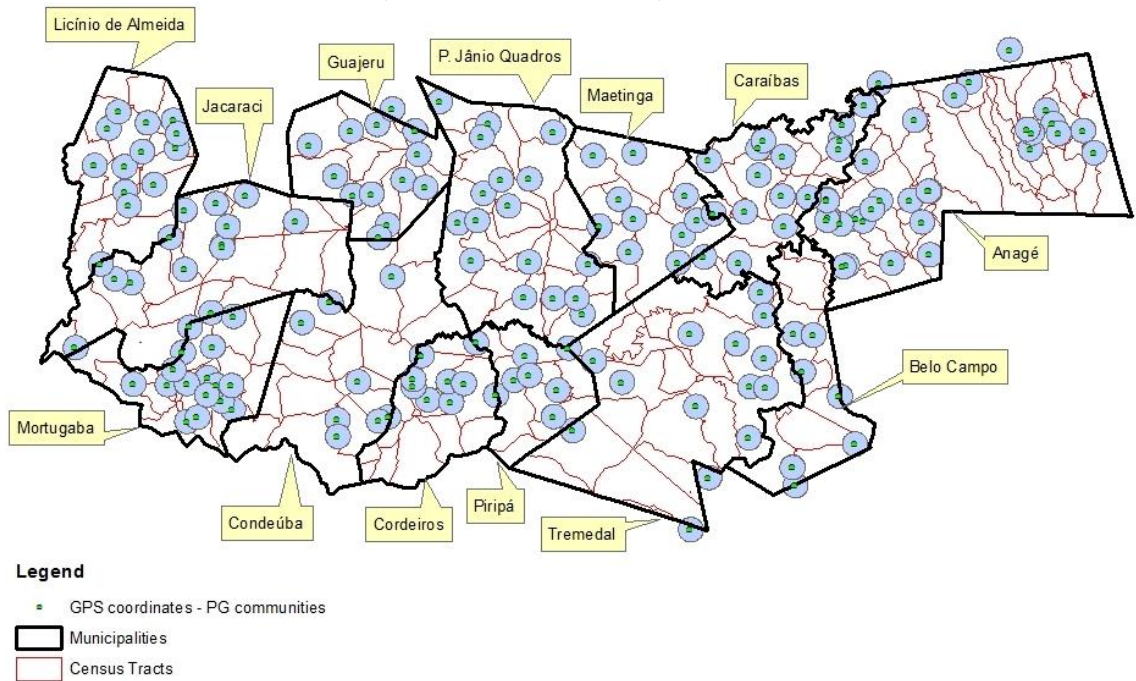 Licínio de Almeida
Guajeru
P. Jânio Quadros
Jacaraci
Maetinga
Caraíbas
Anagé
Belo Campo
Mortugaba
Condeúba
Cordeiros
Piripá
Tremedal
Legend
GPS coordinates - PG communities
Municipalities
Census Tracts